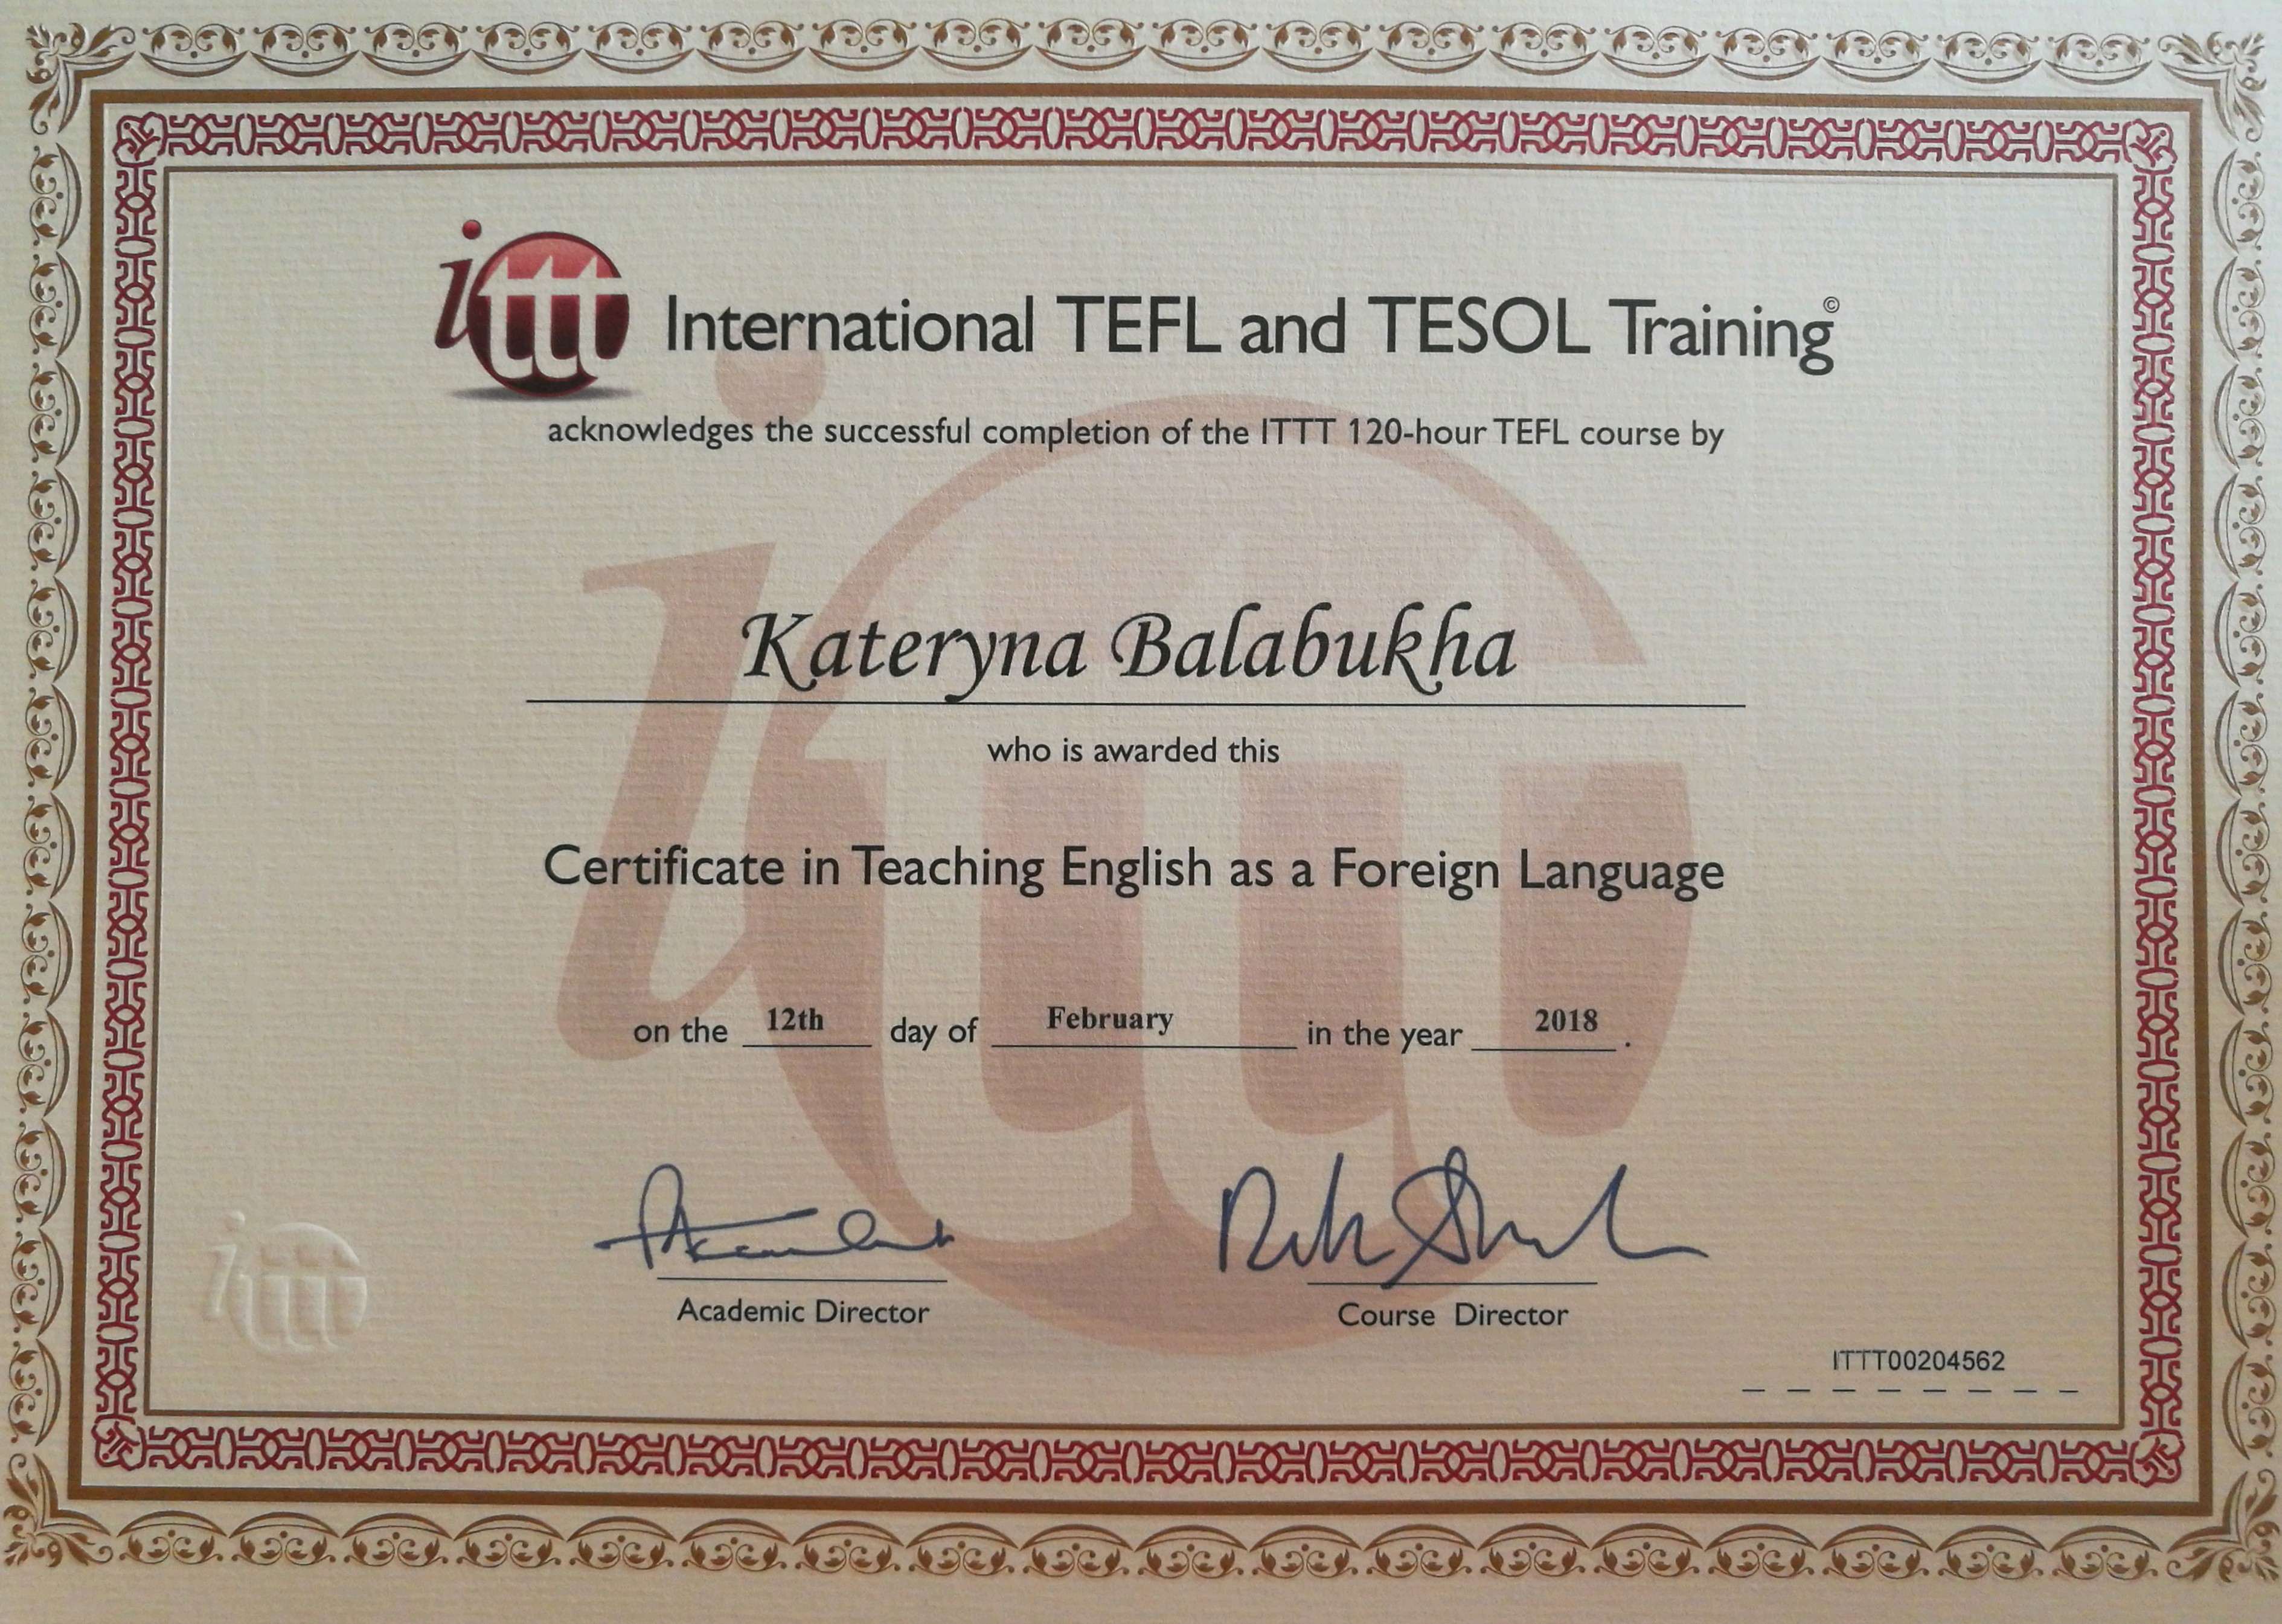 ittt International TEFL and TESOL Training©
acknowledges the successful completion of the ITTT 120-hour TEFL course by
Kateryna Balabukha
who is awarded this
Certificate in Teaching English as a Foreign Language
on the 12th day of February in the year 2018.
Academic Director
Course Director
ITTT00204562
ittt